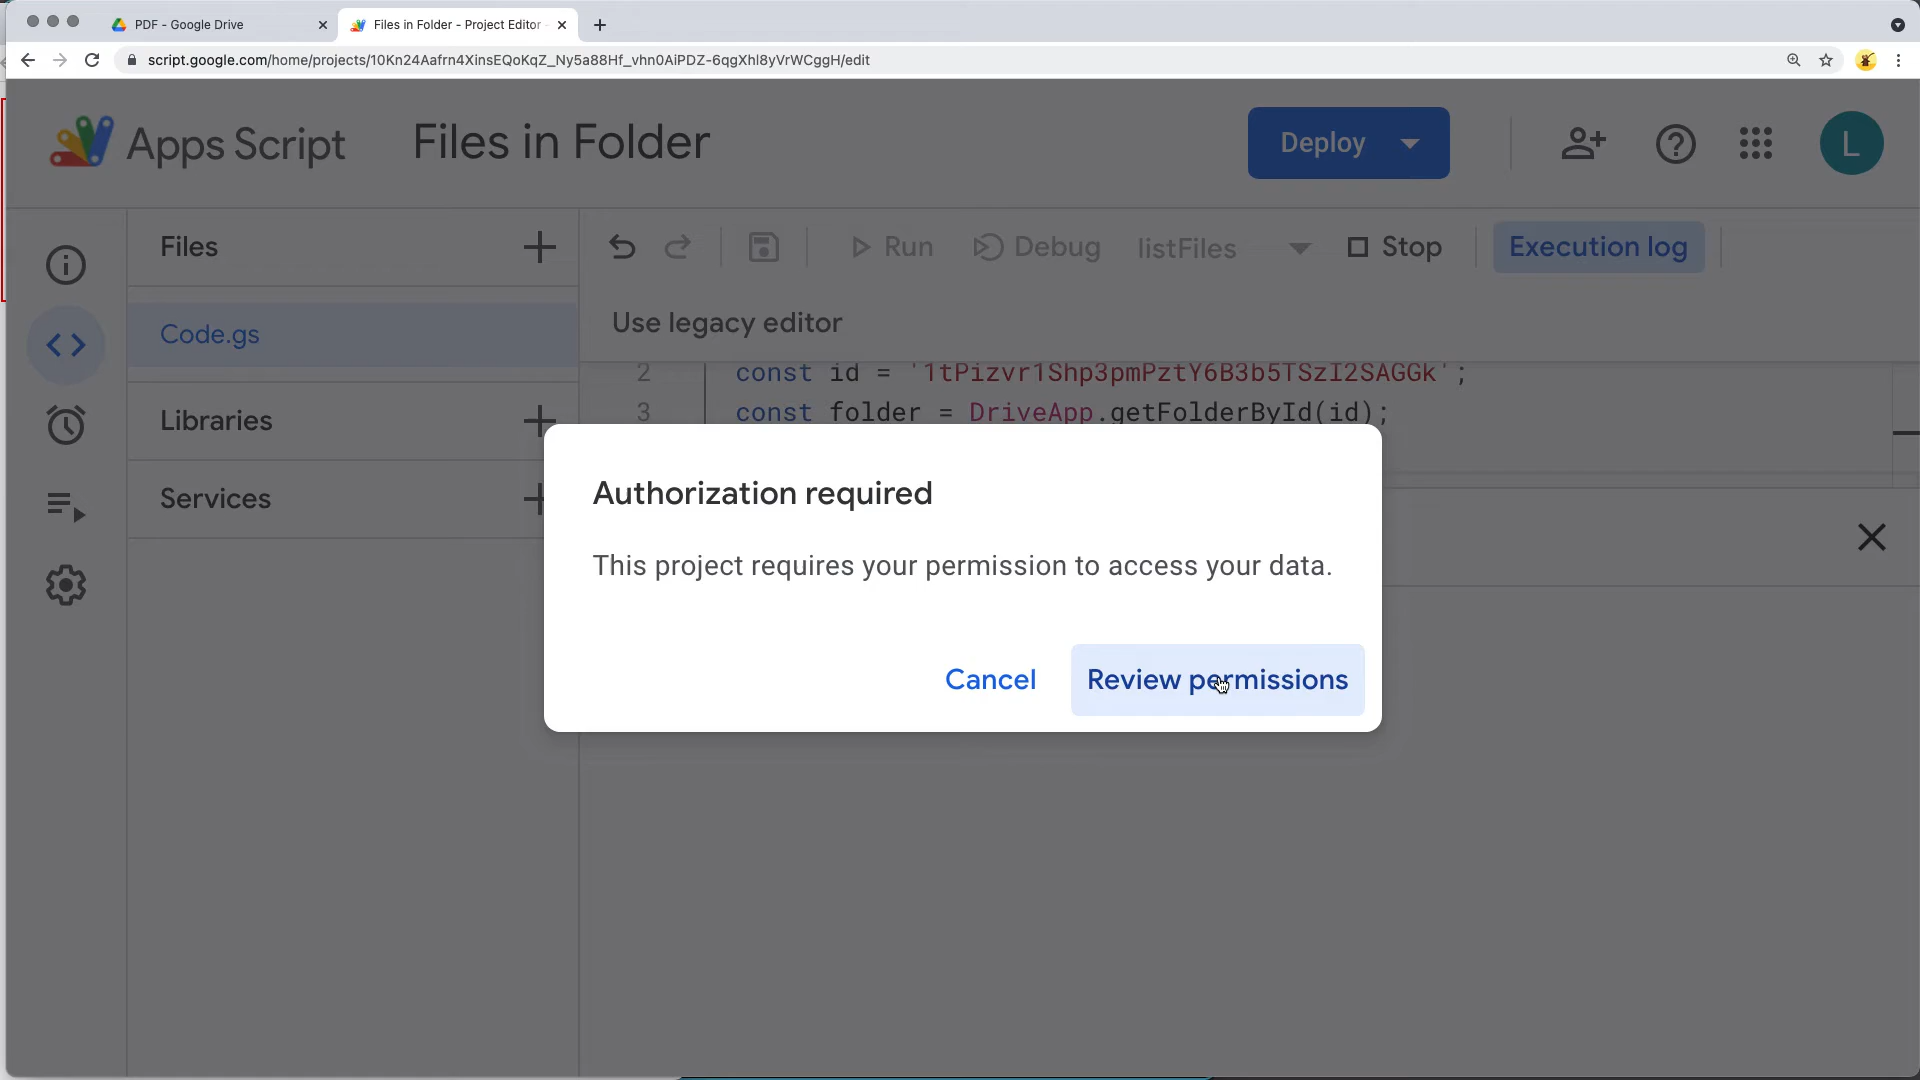 PDF - Google Drive
Files in Folder - Project Editor
script.google.com/home/projects/10Kn24Aafrn4XinsEQoKqZ_Ny5a88Hf_vhn0AiPDZ-6qgXhl8yVrWCggH/edit
Apps Script
Files in Folder
Deploy
L
Files
Run
Debug
listFiles
Stop
Execution log
Code.gs
Use legacy editor
2 const id = '1tPizvr1Shp3pmPztY6B3b5TSzI2SAGGk';
3 const folder = DriveApp.getFolderById(id);
Libraries
Services
Authorization required
This project requires your permission to access your data.
Cancel
Review permissions